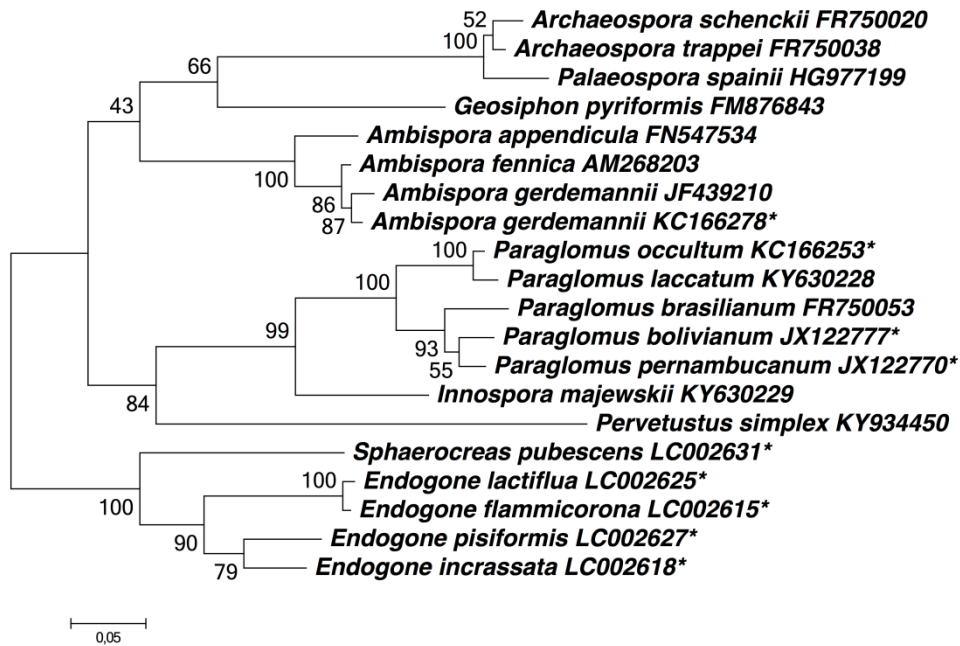 52 Archaeospora schenckii FR750020
100 Archaeospora trappei FR750038
66 Palaeospora spainii HG977199
43 Geosiphon pyriformis FM876843
Ambispora appendicula FN547534
100 Ambispora fennica AM268203
86 Ambispora gerdemannii JF439210
87 Ambispora gerdemannii KC166278*
100 Paraglomus occultum KC166253*
100 Paraglomus laccatum KY630228
Paraglomus brasilianum FR750053
99 93 Paraglomus bolivianum JX122777*
55 Paraglomus pernambucanum JX122770*
84 Innospora majewskii KY630229
Pervetustus simplex KY934450
Sphaerocreas pubescens LC002631*
100 100 Endogone lactiflua LC002625*
Endogone flammicorona LC002615*
90 Endogone pisiformis LC002627*
79 Endogone incrassata LC002618*
0,05